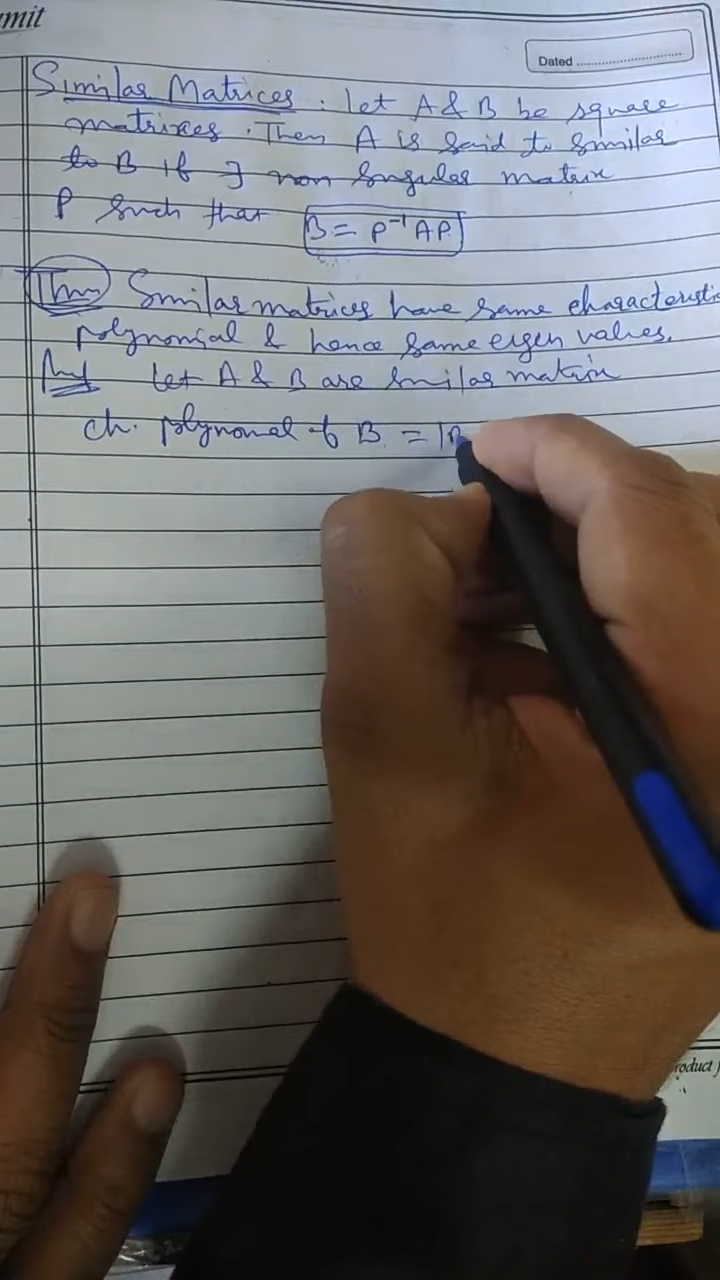 mit
Dated
Similar Matrices : let A & B be square
matrixes . Then A is said to similar
to B if ∃ non singular matrix
P such that B = P⁻¹AP.
Thm Similar matrices have same characteristic
polynomial & hence same eigen values.
Prf let A & B are similar matrix
ch. polynomial of B = |B
roduct